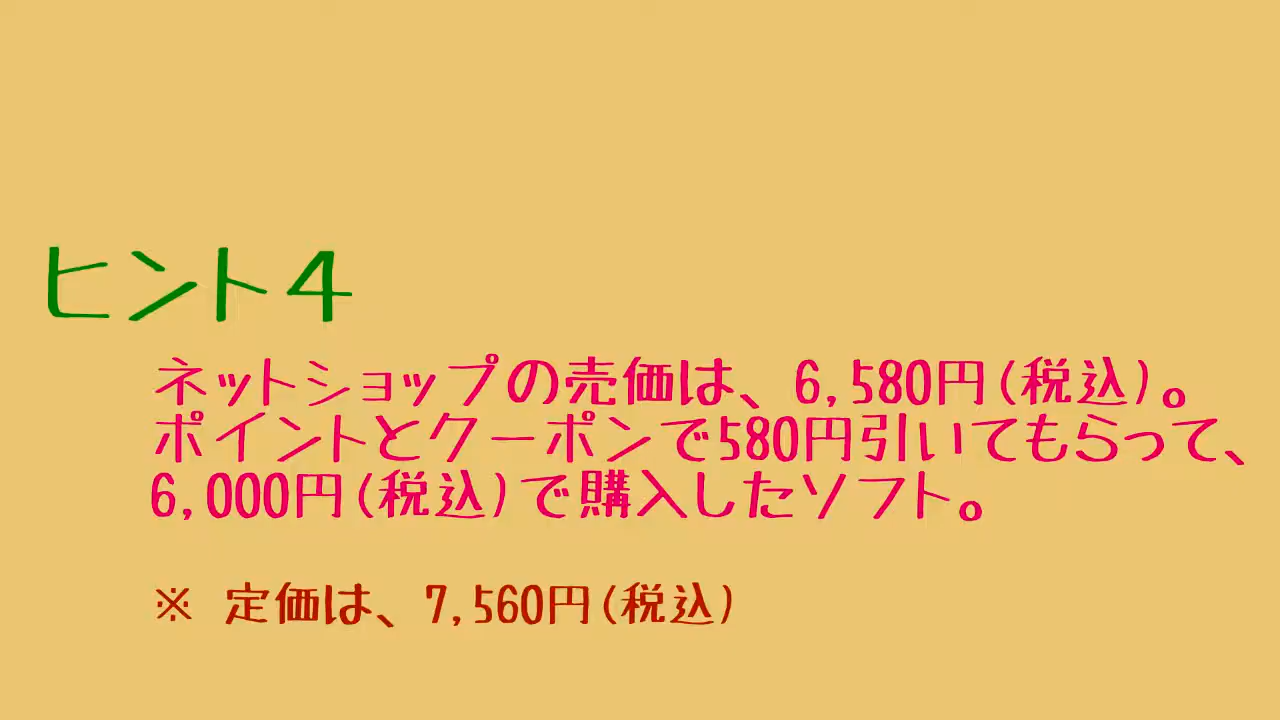 ヒント4
ネットショップの売価は、6,580円(税込)。
ポイントとクーポンで580円引いてもらって、
6,000円(税込)で購入したソフト。
※ 定価は、7,560円(税込)